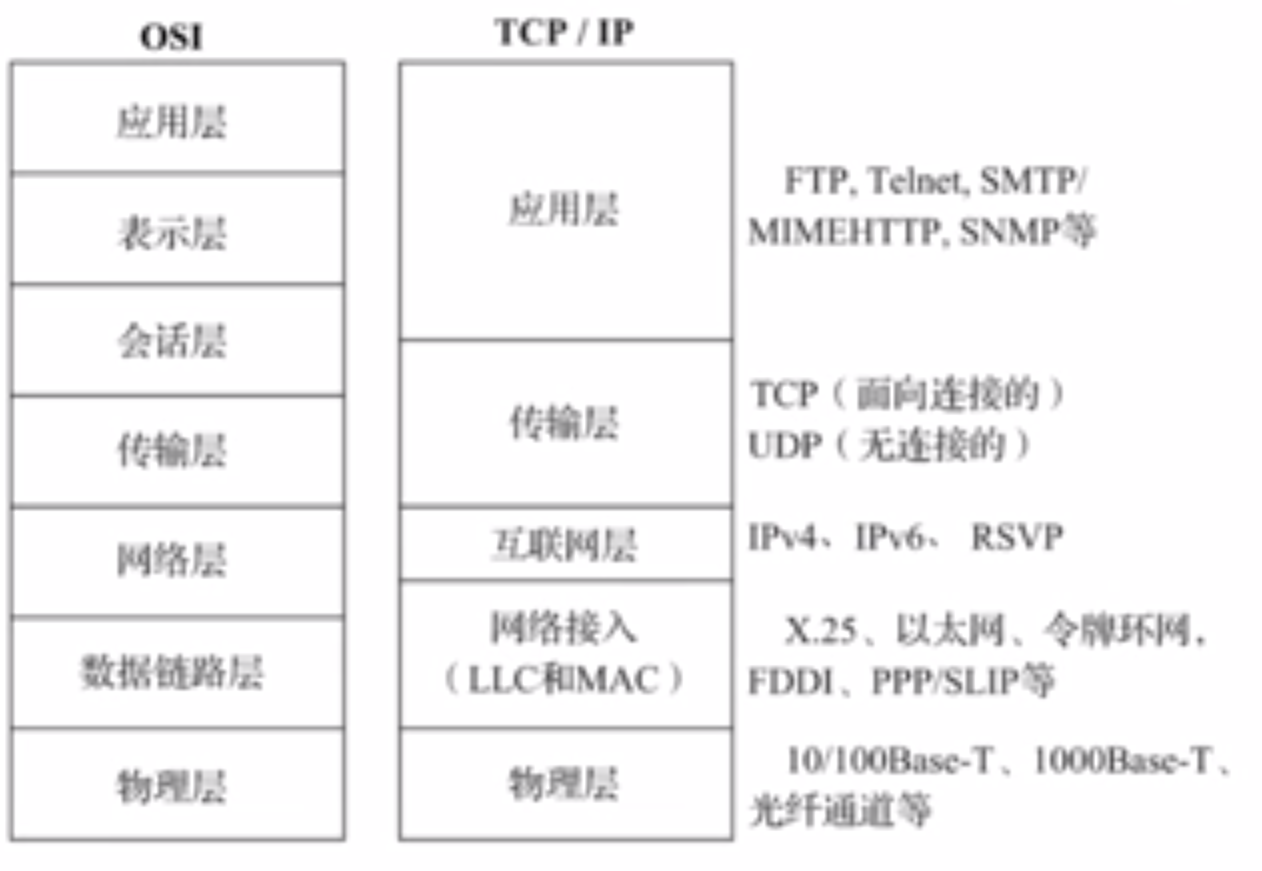 OSI
应用层
表示层
会话层
传输层
网络层
数据链路层
物理层
TCP / IP
应用层
传输层
互联网层
网络接入
（LLC和MAC）
物理层
FTP, Telnet, SMTP/
MIMEHTTP, SNMP等
TCP（面向连接的）
UDP（无连接的）
IPv4、IPv6、 RSVP
X.25、以太网、令牌环网,
FDDI、PPP/SLIP等
10/100Base-T、1000Base-T、
光纤通道等